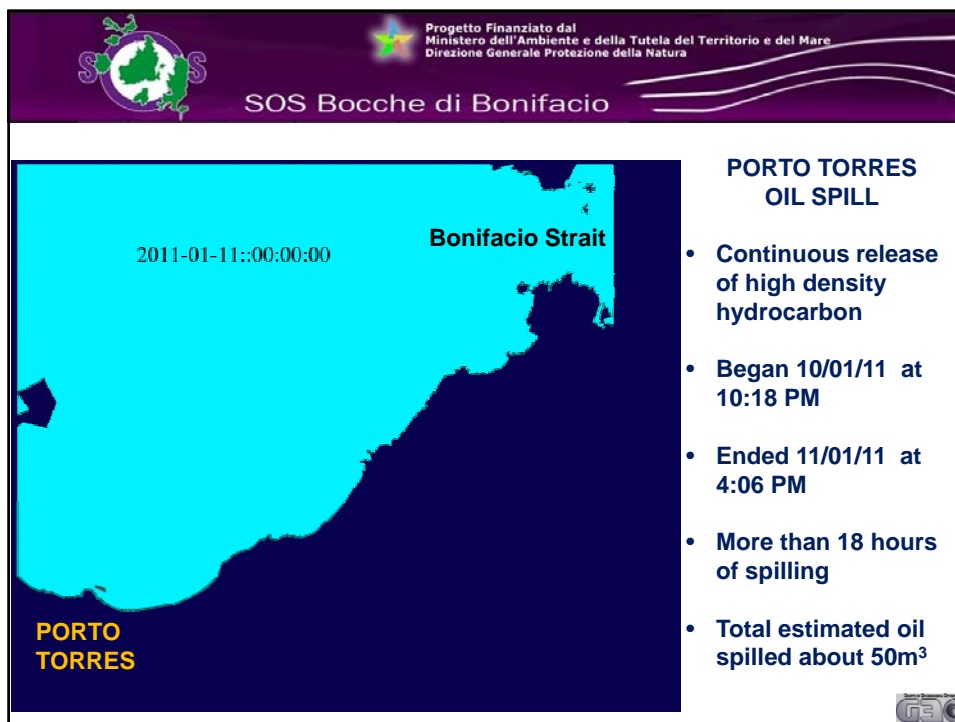 Progetto Finanziato dal
Ministero dell'Ambiente e della Tutela del Territorio e del Mare
Direzione Generale Protezione della Natura
S S
SOS Bocche di Bonifacio
2011-01-11::00:00:00
Bonifacio Strait
PORTO
TORRES
PORTO TORRES
OIL SPILL
• Continuous release
of high density
hydrocarbon
• Began 10/01/11 at
10:18 PM
• Ended 11/01/11 at
4:06 PM
• More than 18 hours
of spilling
• Total estimated oil
spilled about 50m³